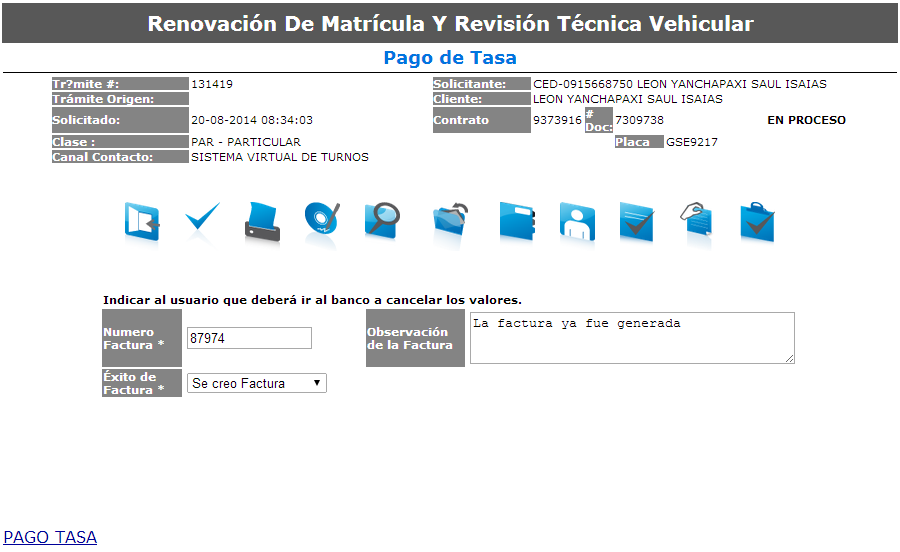 Renovación De Matrícula Y Revisión Técnica Vehicular
Pago de Tasa
Tr?mite #: 131419 Solicitante: CED-0915668750 LEON YANCHAPAXI SAUL ISAIAS
Trámite Origen: Cliente: LEON YANCHAPAXI SAUL ISAIAS
Solicitado: 20-08-2014 08:34:03 Contrato 9373916 # Doc: 7309738 EN PROCESO
Clase : PAR - PARTICULAR Placa GSE9217
Canal Contacto: SISTEMA VIRTUAL DE TURNOS
Indicar al usuario que deberá ir al banco a cancelar los valores.
Numero Factura * 87974 Observación de la Factura La factura ya fue generada
Éxito de Factura * Se creo Factura
PAGO TASA